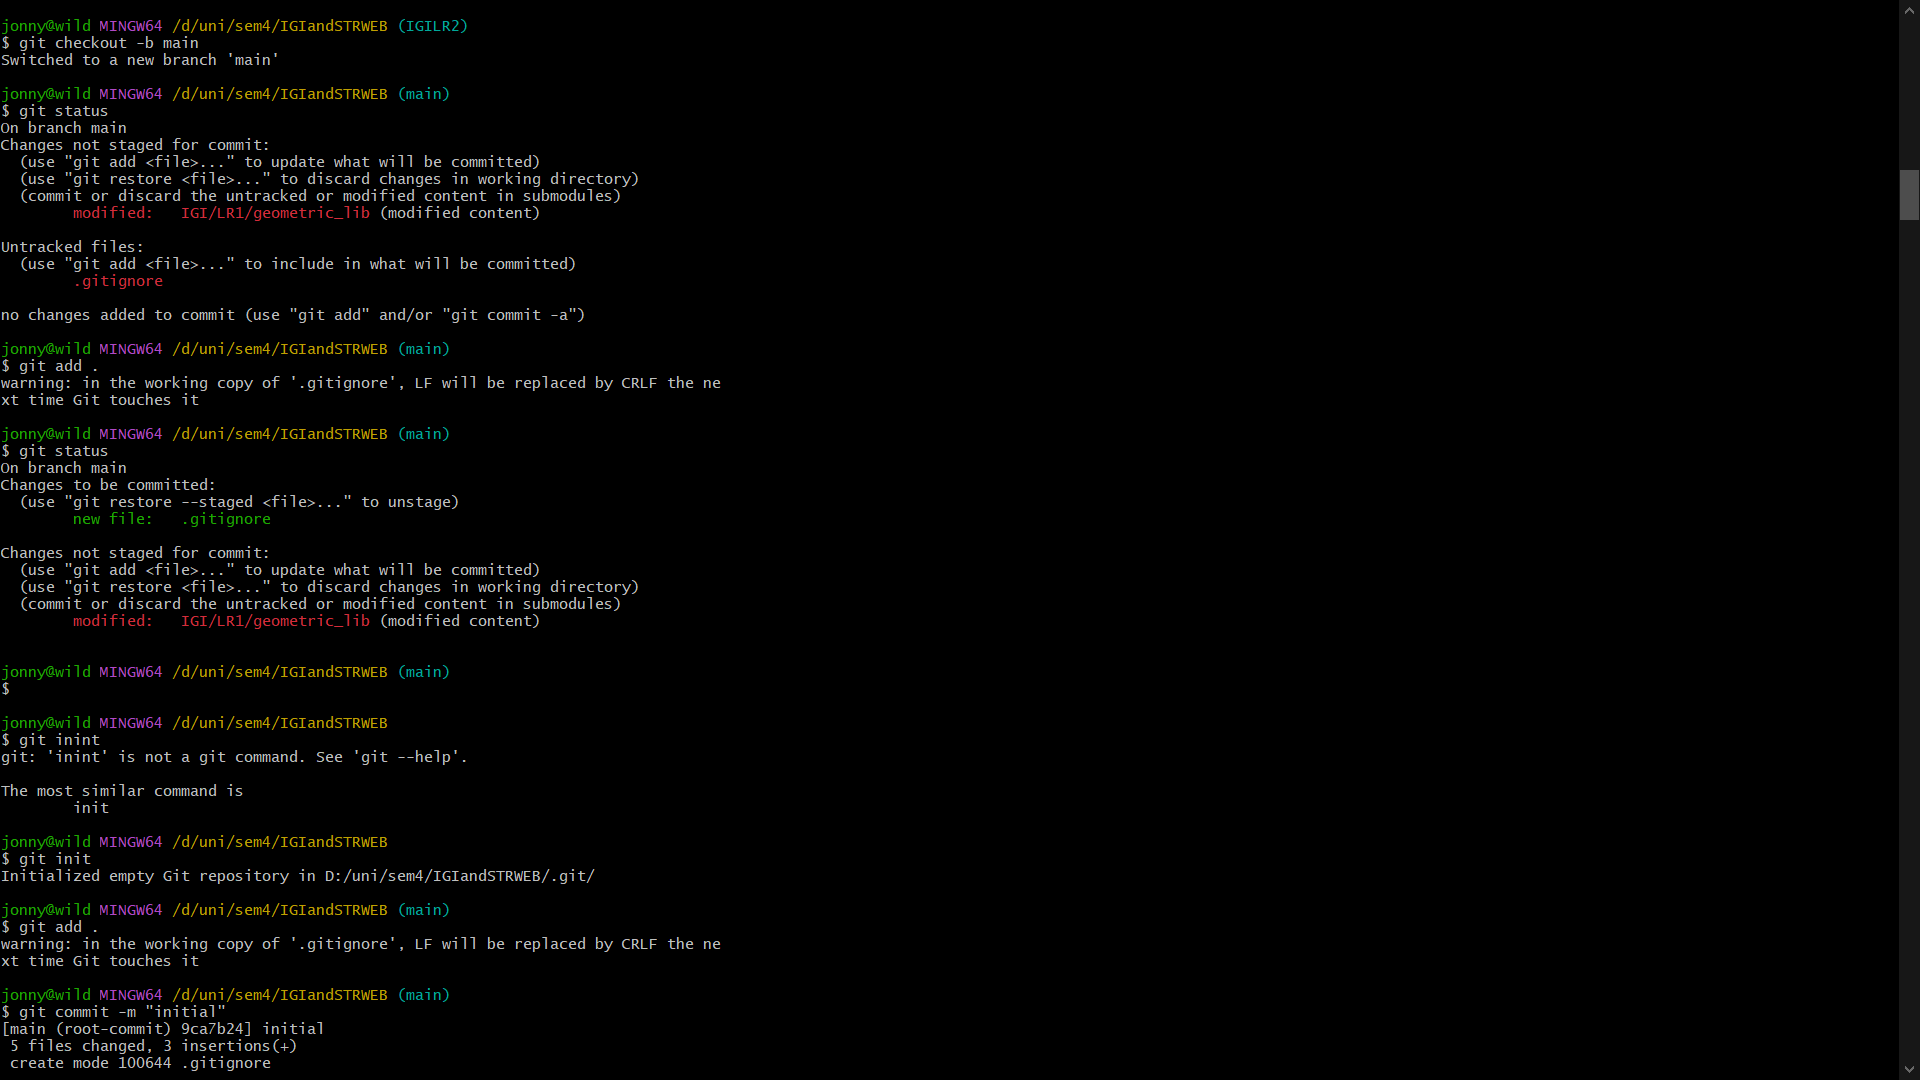 jonny@wild MINGW64 /d/uni/sem4/IGIandSTRWEB (IGILR2)
$ git checkout -b main
Switched to a new branch 'main'

jonny@wild MINGW64 /d/uni/sem4/IGIandSTRWEB (main)
$ git status
On branch main
Changes not staged for commit:
  (use "git add <file>..." to update what will be committed)
  (use "git restore <file>..." to discard changes in working directory)
  (commit or discard the untracked or modified content in submodules)
        modified:   IGI/LR1/geometric_lib (modified content)

Untracked files:
  (use "git add <file>..." to include in what will be committed)
        .gitignore

no changes added to commit (use "git add" and/or "git commit -a")

jonny@wild MINGW64 /d/uni/sem4/IGIandSTRWEB (main)
$ git add .
warning: in the working copy of '.gitignore', LF will be replaced by CRLF the ne
xt time Git touches it

jonny@wild MINGW64 /d/uni/sem4/IGIandSTRWEB (main)
$ git status
On branch main
Changes to be committed:
  (use "git restore --staged <file>..." to unstage)
        new file:   .gitignore

Changes not staged for commit:
  (use "git add <file>..." to update what will be committed)
  (use "git restore <file>..." to discard changes in working directory)
  (commit or discard the untracked or modified content in submodules)
        modified:   IGI/LR1/geometric_lib (modified content)


jonny@wild MINGW64 /d/uni/sem4/IGIandSTRWEB (main)
$

jonny@wild MINGW64 /d/uni/sem4/IGIandSTRWEB
$ git inint
git: 'inint' is not a git command. See 'git --help'.

The most similar command is
        init

jonny@wild MINGW64 /d/uni/sem4/IGIandSTRWEB
$ git init
Initialized empty Git repository in D:/uni/sem4/IGIandSTRWEB/.git/

jonny@wild MINGW64 /d/uni/sem4/IGIandSTRWEB (main)
$ git add .
warning: in the working copy of '.gitignore', LF will be replaced by CRLF the ne
xt time Git touches it

jonny@wild MINGW64 /d/uni/sem4/IGIandSTRWEB (main)
$ git commit -m "initial"
[main (root-commit) 9ca7b24] initial
 5 files changed, 3 insertions(+)
 create mode 100644 .gitignore